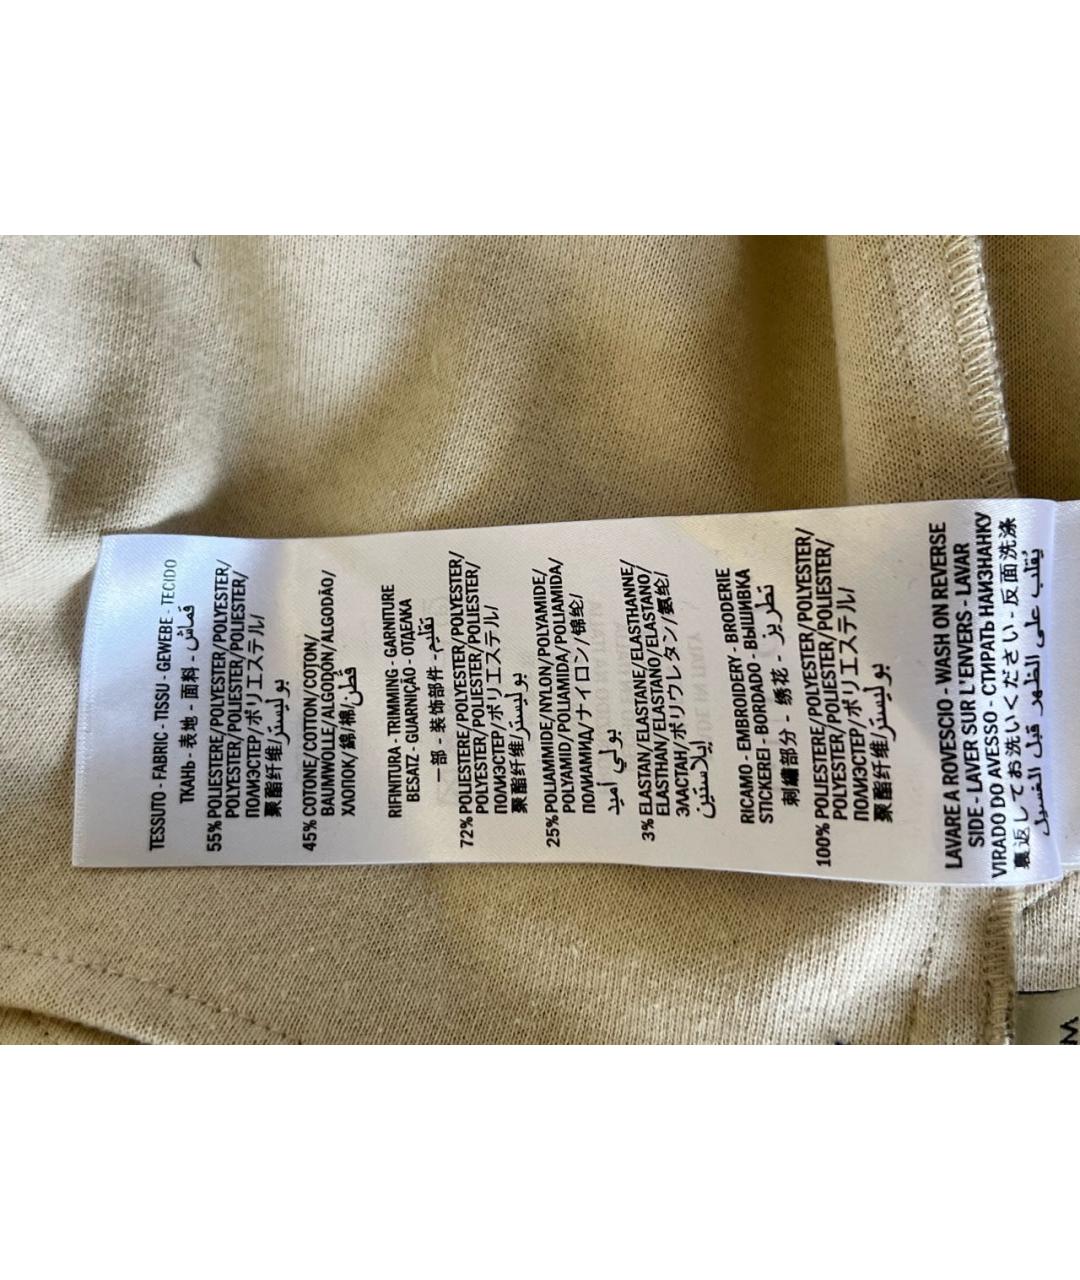 TESSUTO - FABRIC - TISSU - GEWEBE - TECIDO
ТКАНЬ - 表地 - 面料 - قماش
55% POLIESTERE/POLYESTER/POLYESTER/
POLYESTER/POLIESTER/POLIESTER/
ПОЛИЭСТЕР/ポリエステル/
聚酯纤维/بوليستر
45% COTONE/COTTON/COTON/
BAUMWOLLE/ALGODON/ALGODÃO/
ХЛОПОК/綿/棉/قطن
RIFINITURA - TRIMMING - GARNITURE
BESATZ - GUARNIÇÃO - ОТДЕЛКА
一部 - 装饰部件 - تقليم
72% POLIESTERE/POLYESTER/POLYESTER/
POLYESTER/POLIESTER/POLIESTER/
ПОЛИЭСТЕР/ポリエステル/
聚酯纤维/بوليستر
25% POLIAMMIDE/NYLON/POLYAMIDE/
POLYAMID/POLIAMIDA/POLIAMIDA/
ПОЛИАМИД/ナイロン/锦纶/
بولي أميد
3% ELASTAN/ELASTANE/ELASTHANNE/
ELASTHAN/ELASTANO/ELASTANO/
ЭЛАСТАН/ポリウレタン/氨纶/
إيلاستين
RICAMO - EMBROIDERY - BRODERIE
STICKEREI - BORDADO - ВЫШИВКА
刺繍部分 - 绣花 - تطريز
100% POLIESTERE/POLYESTER/POLYESTER/
POLYESTER/POLIESTER/POLIESTER/
ПОЛИЭСТЕР/ポリエステル/
聚酯纤维/بوليستر
LAVARE A ROVESCIO - WASH ON REVERSE
SIDE - LAVER SUR L'ENVERS - LAVAR
VIRADO DO AVESSO - СТИРАТЬ НАИЗНАНКУ
裏返してお洗いください - 反面洗涤
يُقلب على الظهر قبل الغسيل
M